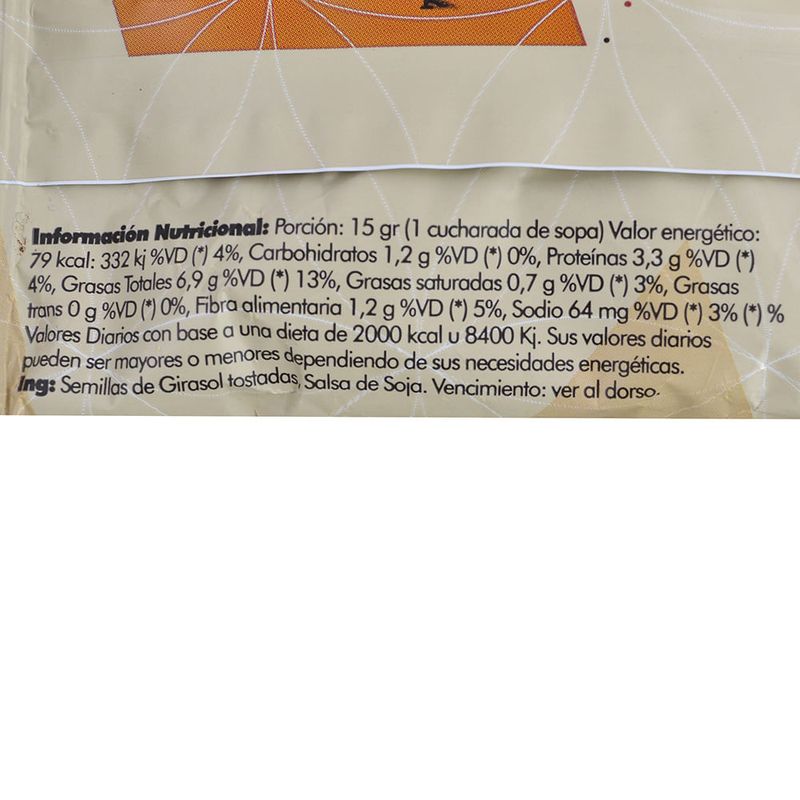 Información Nutricional: Porción: 15 gr (1 cucharada de sopa) Valor energético:
79 kcal: 332 kj %VD (*) 4%, Carbohidratos 1,2 g %VD (*) 0%, Proteínas 3,3 g %VD (*)
4%, Grasas Totales 6,9 g %VD (*) 13%, Grasas saturadas 0,7 g %VD (*) 3%, Grasas
trans 0 g %VD (*) 0%, Fibra alimentaria 1,2 g %VD (*) 5%, Sodio 64 mg %VD (*) 3% (*) %
Valores Diarios con base a una dieta de 2000 kcal u 8400 Kj. Sus valores diarios
pueden ser mayores o menores dependiendo de sus necesidades energéticas.
Ing: Semillas de Girasol tostadas, Salsa de Soja. Vencimiento: ver al dorso.